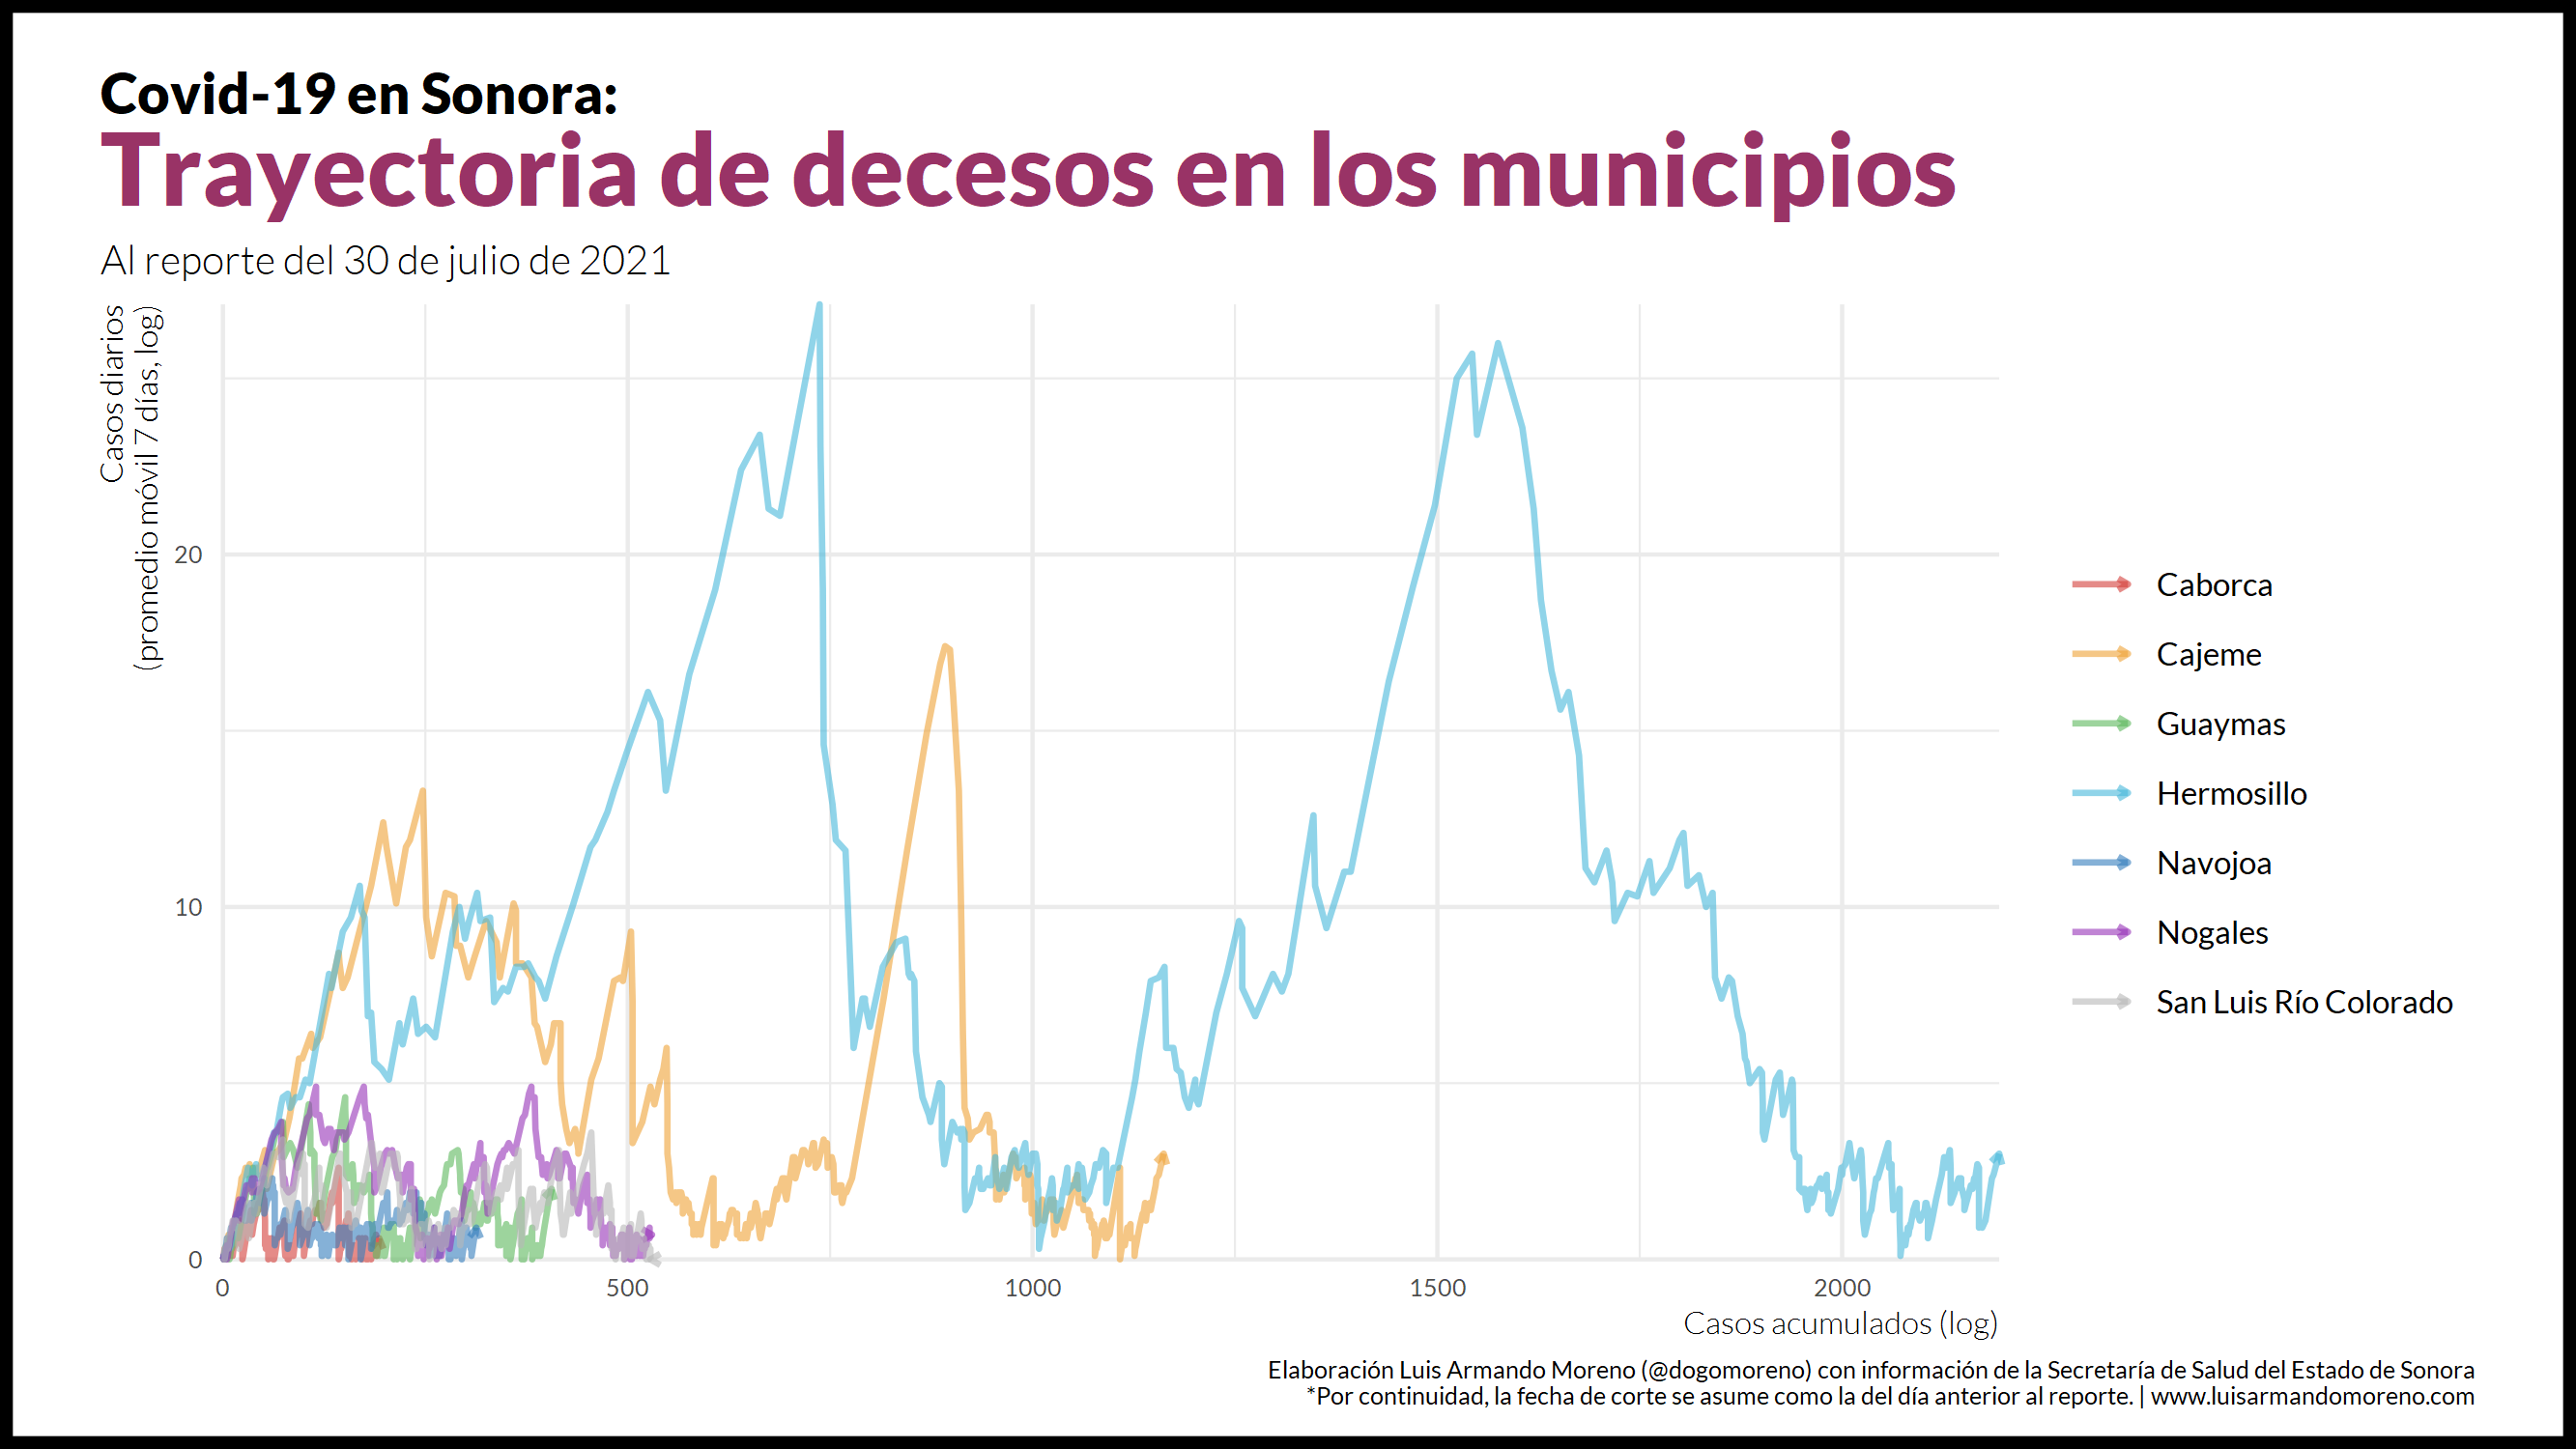 Covid-19 en Sonora:
Trayectoria de decesos en los municipios
Al reporte del 30 de julio de 2021
Casos diarios
(promedio móvil 7 días, log)
20
10
0
0
500
1000
1500
2000
Casos acumulados (log)
Caborca
Cajeme
Guaymas
Hermosillo
Navojoa
Nogales
San Luis Río Colorado
Elaboración Luis Armando Moreno (@dogomoreno) con información de la Secretaría de Salud del Estado de Sonora
*Por continuidad, la fecha de corte se asume como la del día anterior al reporte. | www.luisarmandomoreno.com